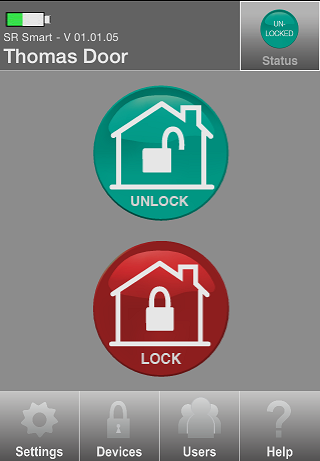 SR Smart - V 01.01.05
Thomas Door
UN-
LOCKED
Status
UNLOCK
LOCK
Settings
Devices
Users
Help